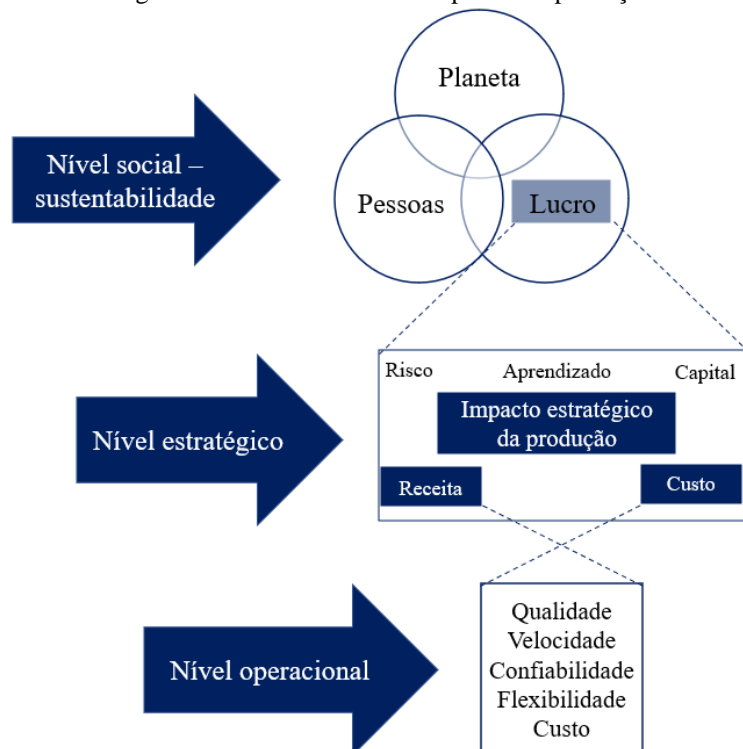 Planeta
Nível social –
sustentabilidade
Pessoas
Lucro
Risco
Aprendizado
Capital
Impacto estratégico
da produção
Nível estratégico
Receita
Custo
Qualidade
Velocidade
Confiabilidade
Flexibilidade
Custo
Nível operacional